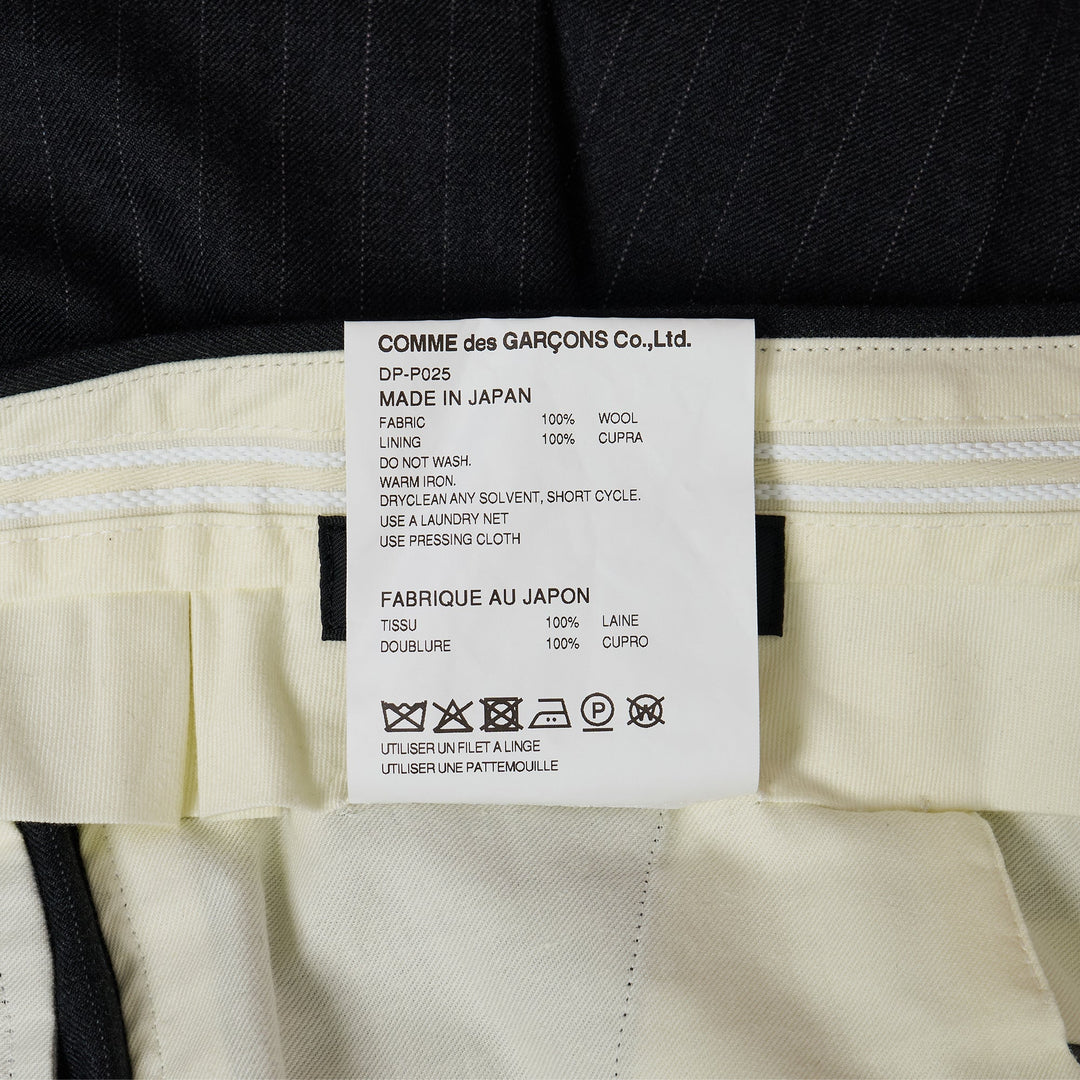 COMME des GARÇONS Co.,Ltd.
DP-P025
MADE IN JAPAN
FABRIC 100% WOOL
LINING 100% CUPRA
DO NOT WASH.
WARM IRON.
DRYCLEAN ANY SOLVENT, SHORT CYCLE.
USE A LAUNDRY NET
USE PRESSING CLOTH
FABRIQUE AU JAPON
TISSU 100% LAINE
DOUBLURE 100% CUPRO
P W
UTILISER UN FILET A LINGE
UTILISER UNE PATTEMOUILLE